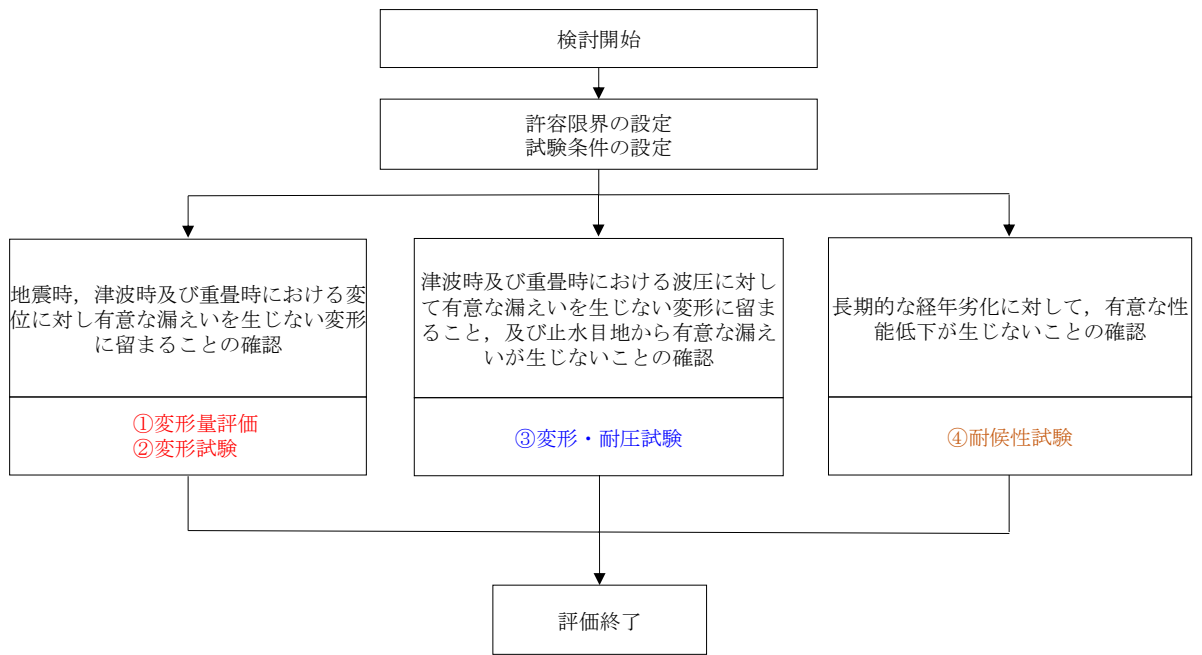 検討開始
許容限界の設定
試験条件の設定
地震時，津波時及び重畳時における変
位に対し有意な漏えいを生じない変形
に留まることの確認
①変形量評価
②変形試験
津波時及び重畳時における波圧に対し
て有意な漏えいを生じない変形に留ま
ること，及び止水目地から有意な漏え
いが生じないことの確認
③変形・耐圧試験
長期的な経年劣化に対して，有意な性
能低下が生じないことの確認
④耐候性試験
評価終了